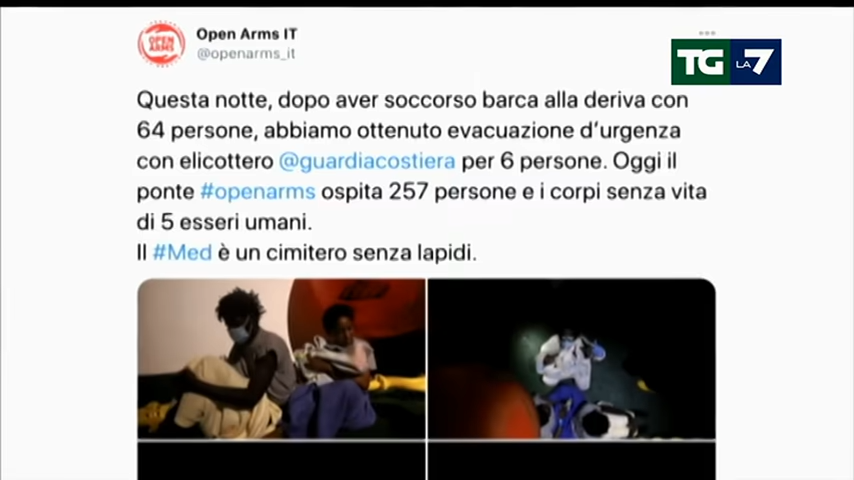 Open Arms IT
@openarms_it
OPEN
ARMS
TG LA7
Questa notte, dopo aver soccorso barca alla deriva con
64 persone, abbiamo ottenuto evacuazione d'urgenza
con elicottero @guardiacostiera per 6 persone. Oggi il
ponte #openarms ospita 257 persone e i corpi senza vita
di 5 esseri umani.
Il #Med è un cimitero senza lapidi.